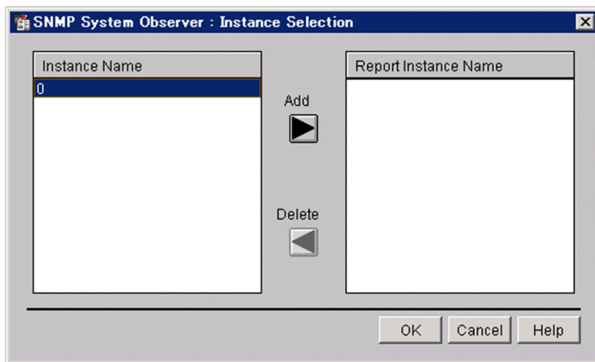 SNMP System Observer : Instance Selection
Instance Name
Report Instance Name
0
Add
Delete
OK Cancel Help